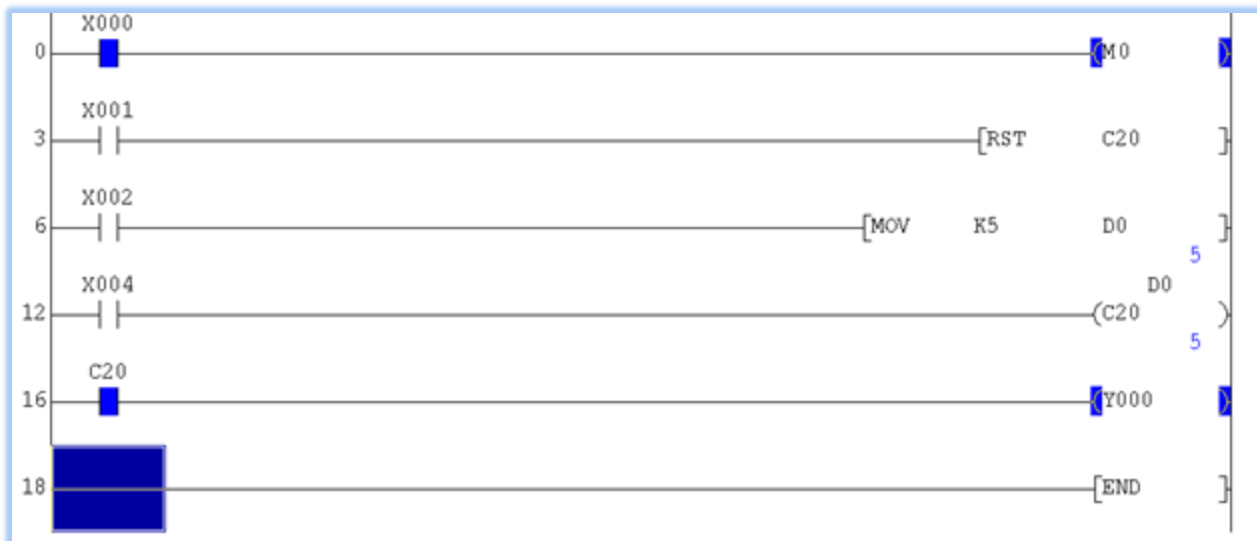 X000
0 (M0 )
X001
3 [RST C20 ]
X002
6 [MOV K5 D0 ]
5
X004 D0
12 (C20 )
5
C20
16 (Y000 )
18 [END ]